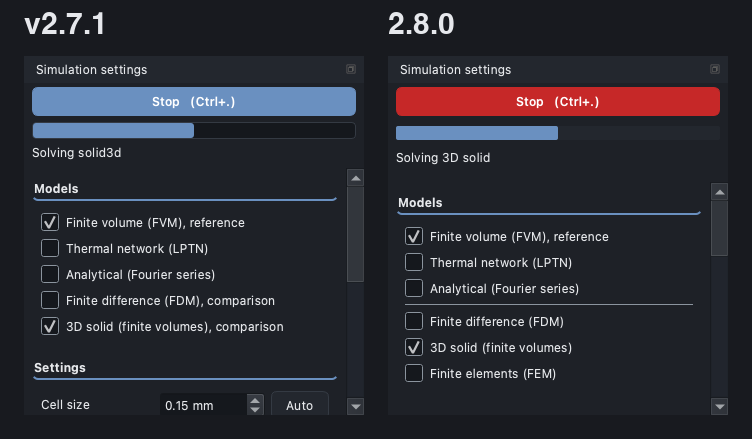 v2.7.1
Simulation settings
Stop (Ctrl+.)
Solving solid3d
Models
Finite volume (FVM), reference
Thermal network (LPTN)
Analytical (Fourier series)
Finite difference (FDM), comparison
3D solid (finite volumes), comparison
Settings
Cell size 0.15 mm Auto
2.8.0
Simulation settings
Stop (Ctrl+.)
Solving 3D solid
Models
Finite volume (FVM), reference
Thermal network (LPTN)
Analytical (Fourier series)
Finite difference (FDM)
3D solid (finite volumes)
Finite elements (FEM)